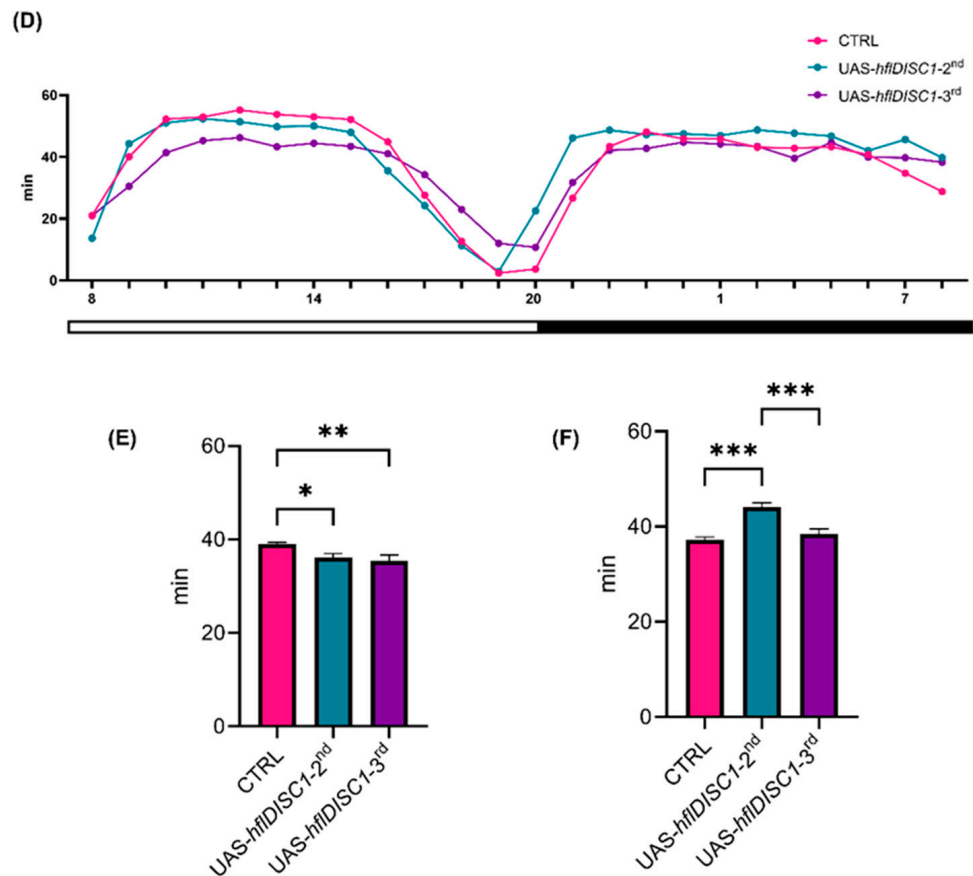 (D)
CTRL
UAS-hflDISC1-2nd
UAS-hflDISC1-3rd
60
40
20
0
min
8
14
20
1
7
(E)
60
40
20
0
min
**
*
CTRL
UAS-hflDISC1-2nd
UAS-hflDISC1-3rd
(F)
60
40
20
0
min
***
***
CTRL
UAS-hflDISC1-2nd
UAS-hflDISC1-3rd